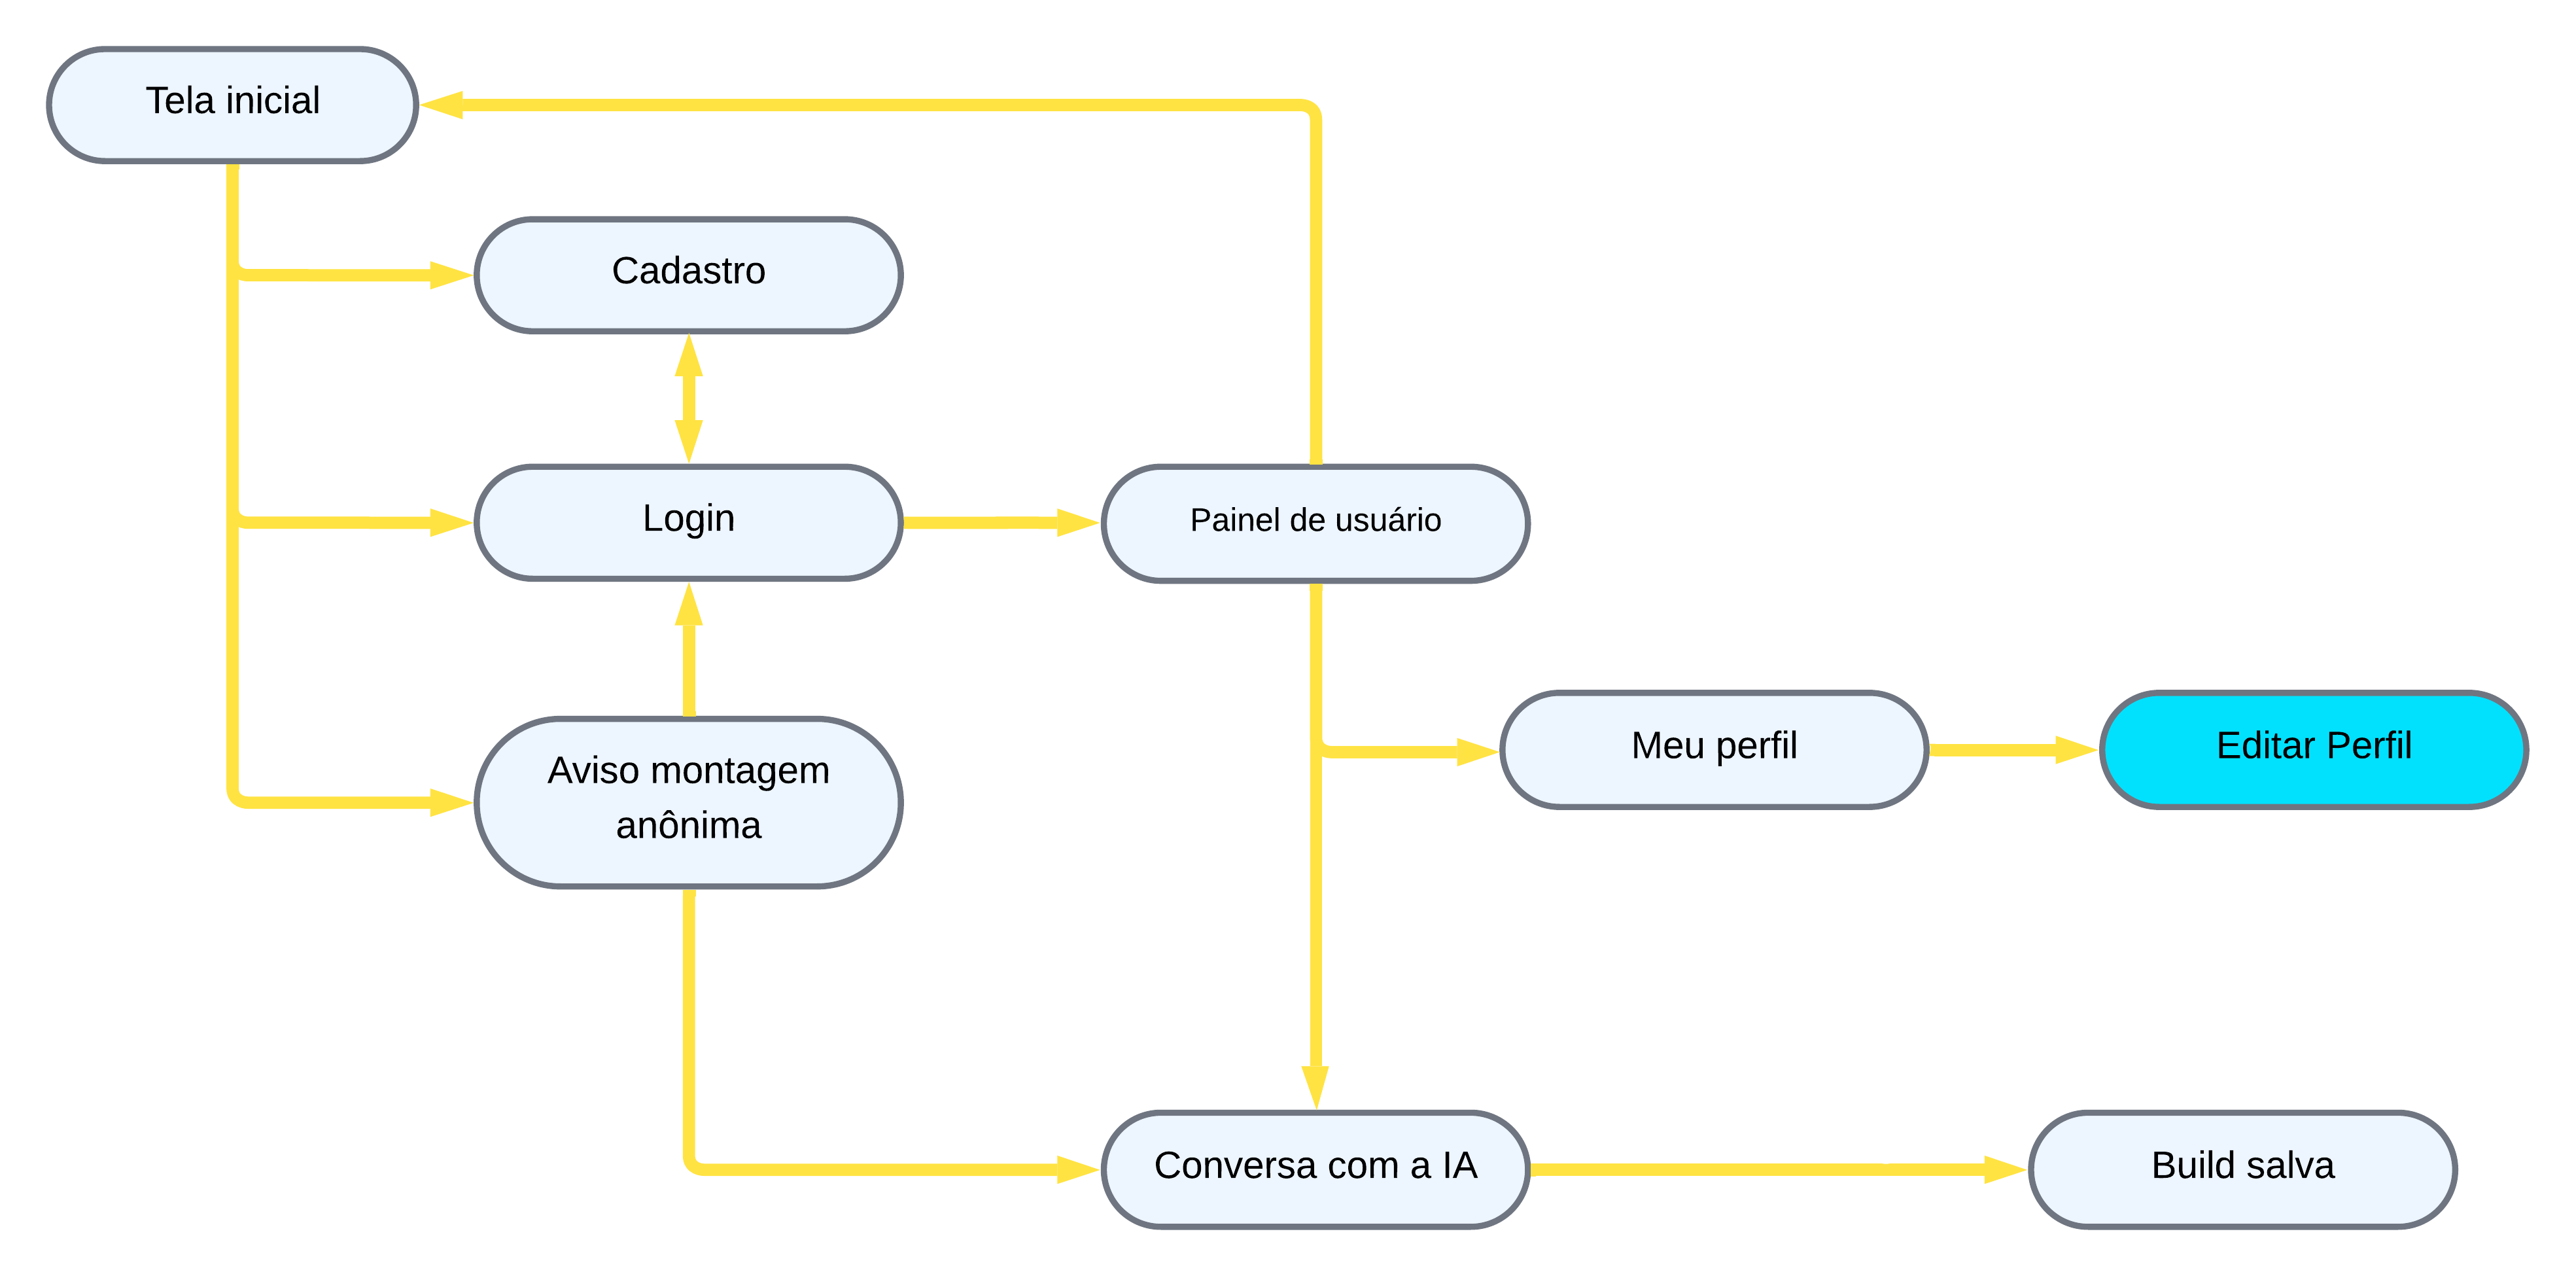 Tela inicial
Cadastro
Login
Painel de usuário
Aviso montagem
anônima
Meu perfil
Editar Perfil
Conversa com a IA
Build salva